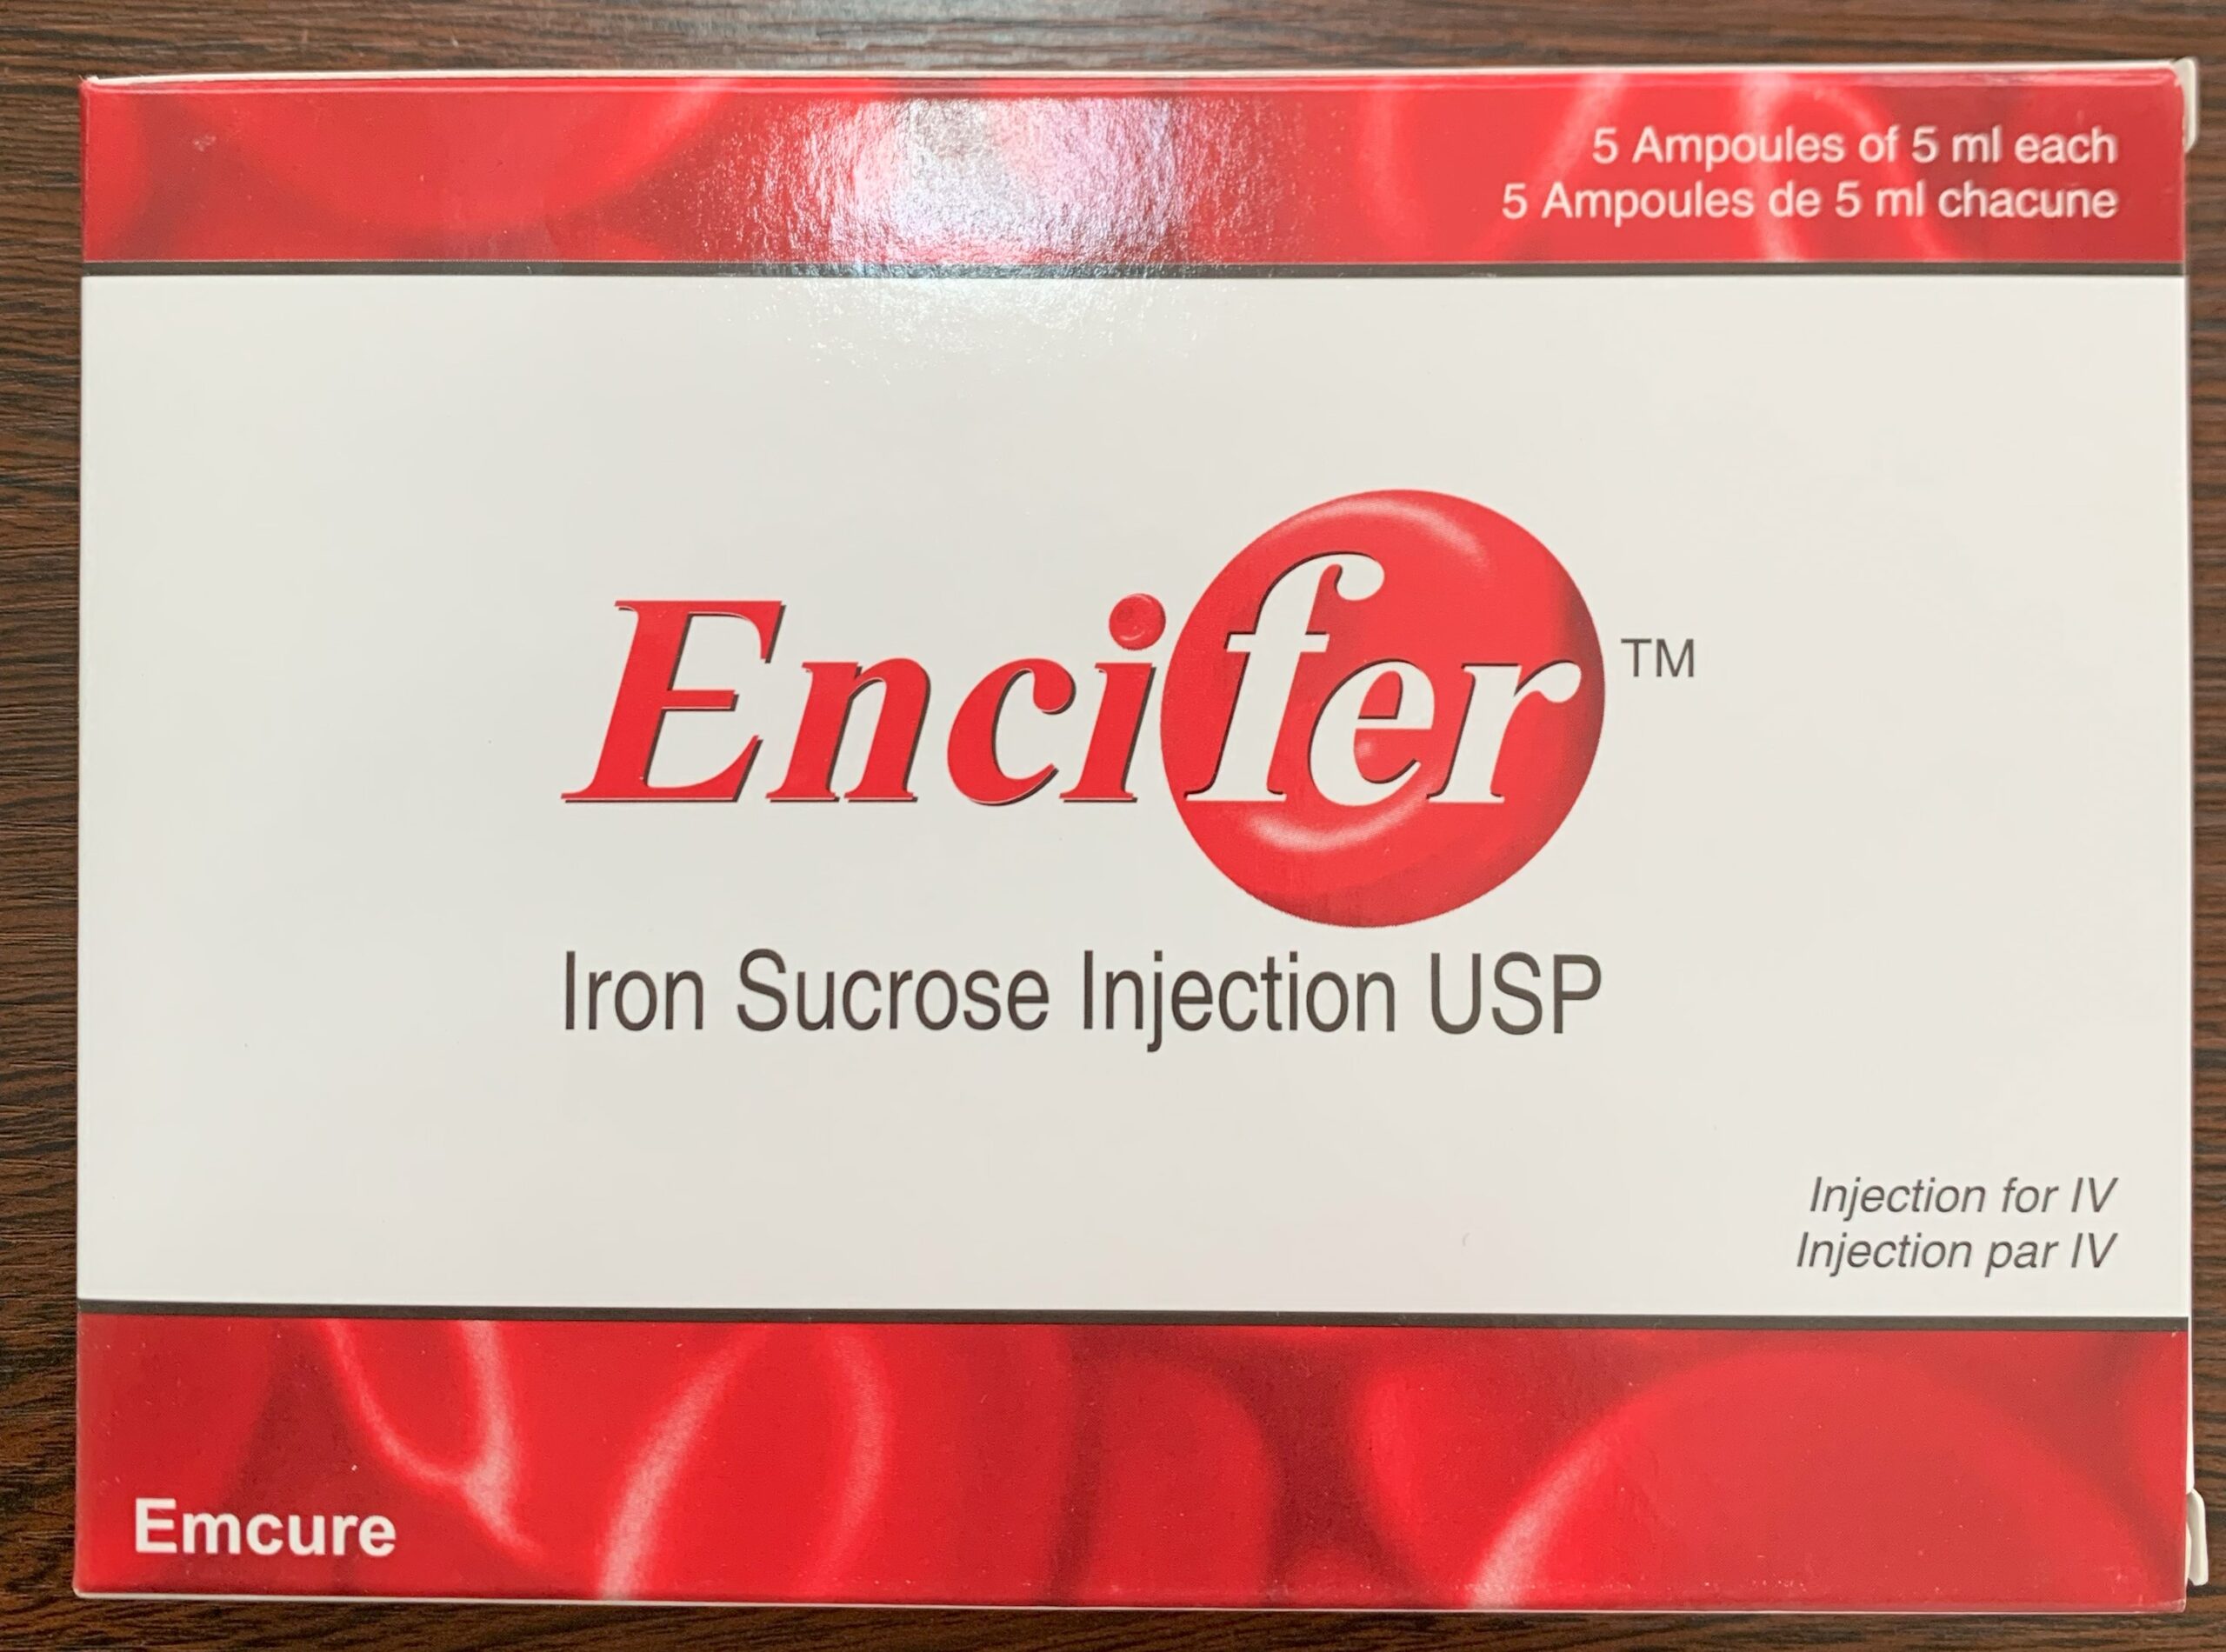 5 Ampoules of 5 ml each
5 Ampoules de 5 ml chacune
Encifer™
Iron Sucrose Injection USP
Injection for IV
Injection par IV
Emcure